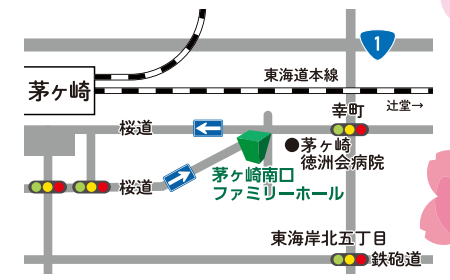 1
東海道本線
茅ヶ崎
幸町
辻堂→
桜道
茅ヶ崎
徳洲会病院
茅ヶ崎南口
ファミリーホール
桜道
東海岸北五丁目
鉄砲道